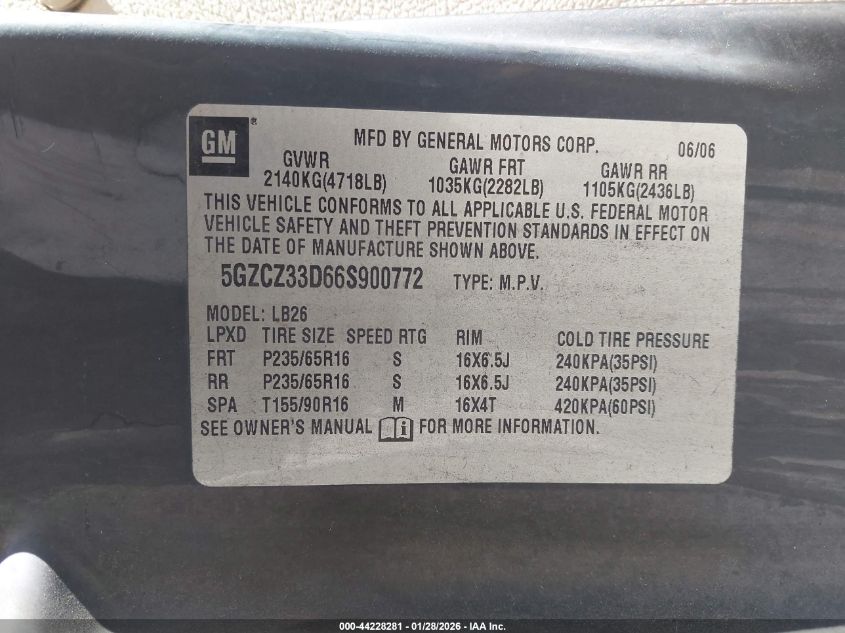 GM®
MFD BY GENERAL MOTORS CORP. 06/06
GVWR GAWR FRT GAWR RR
2140KG(4718LB) 1035KG(2282LB) 1105KG(2436LB)
THIS VEHICLE CONFORMS TO ALL APPLICABLE U.S. FEDERAL MOTOR
VEHICLE SAFETY AND THEFT PREVENTION STANDARDS IN EFFECT ON
THE DATE OF MANUFACTURE SHOWN ABOVE.
5GZCZ33D66S900772 TYPE: M.P.V.
MODEL: LB26
LPXD TIRE SIZE SPEED RTG RIM COLD TIRE PRESSURE
FRT P235/65R16 S 16X6.5J 240KPA(35PSI)
RR P235/65R16 S 16X6.5J 240KPA(35PSI)
SPA T155/90R16 M 16X4T 420KPA(60PSI)
SEE OWNER'S MANUAL FOR MORE INFORMATION.
000-44228281 - 01/28/2026 - IAA Inc.